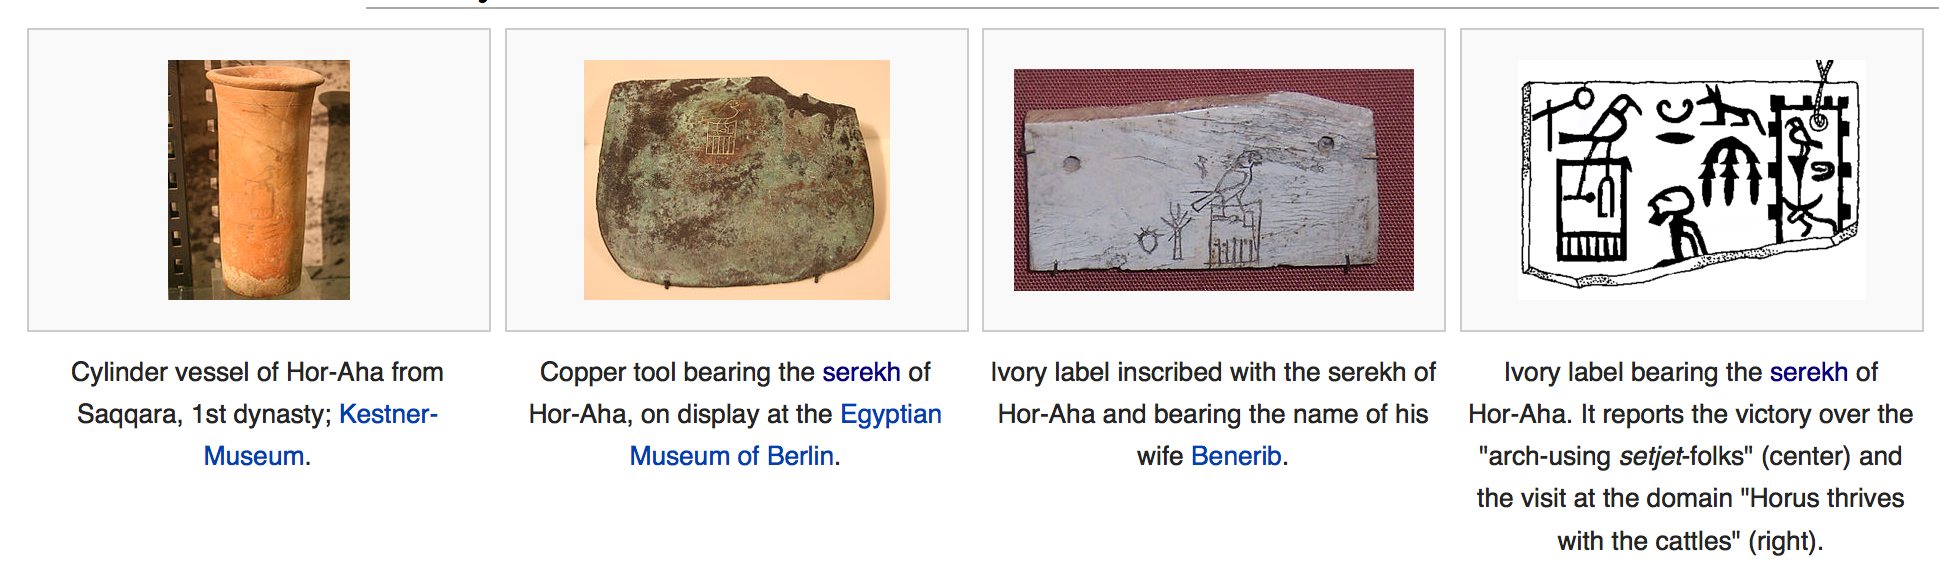 Cylinder vessel of Hor-Aha from
Saqqara, 1st dynasty; Kestner-
Museum.
Copper tool bearing the serekh of
Hor-Aha, on display at the Egyptian
Museum of Berlin.
Ivory label inscribed with the serekh of
Hor-Aha and bearing the name of his
wife Benerib.
Ivory label bearing the serekh of
Hor-Aha. It reports the victory over the
"arch-using setjet-folks" (center) and
the visit at the domain "Horus thrives
with the cattles" (right).